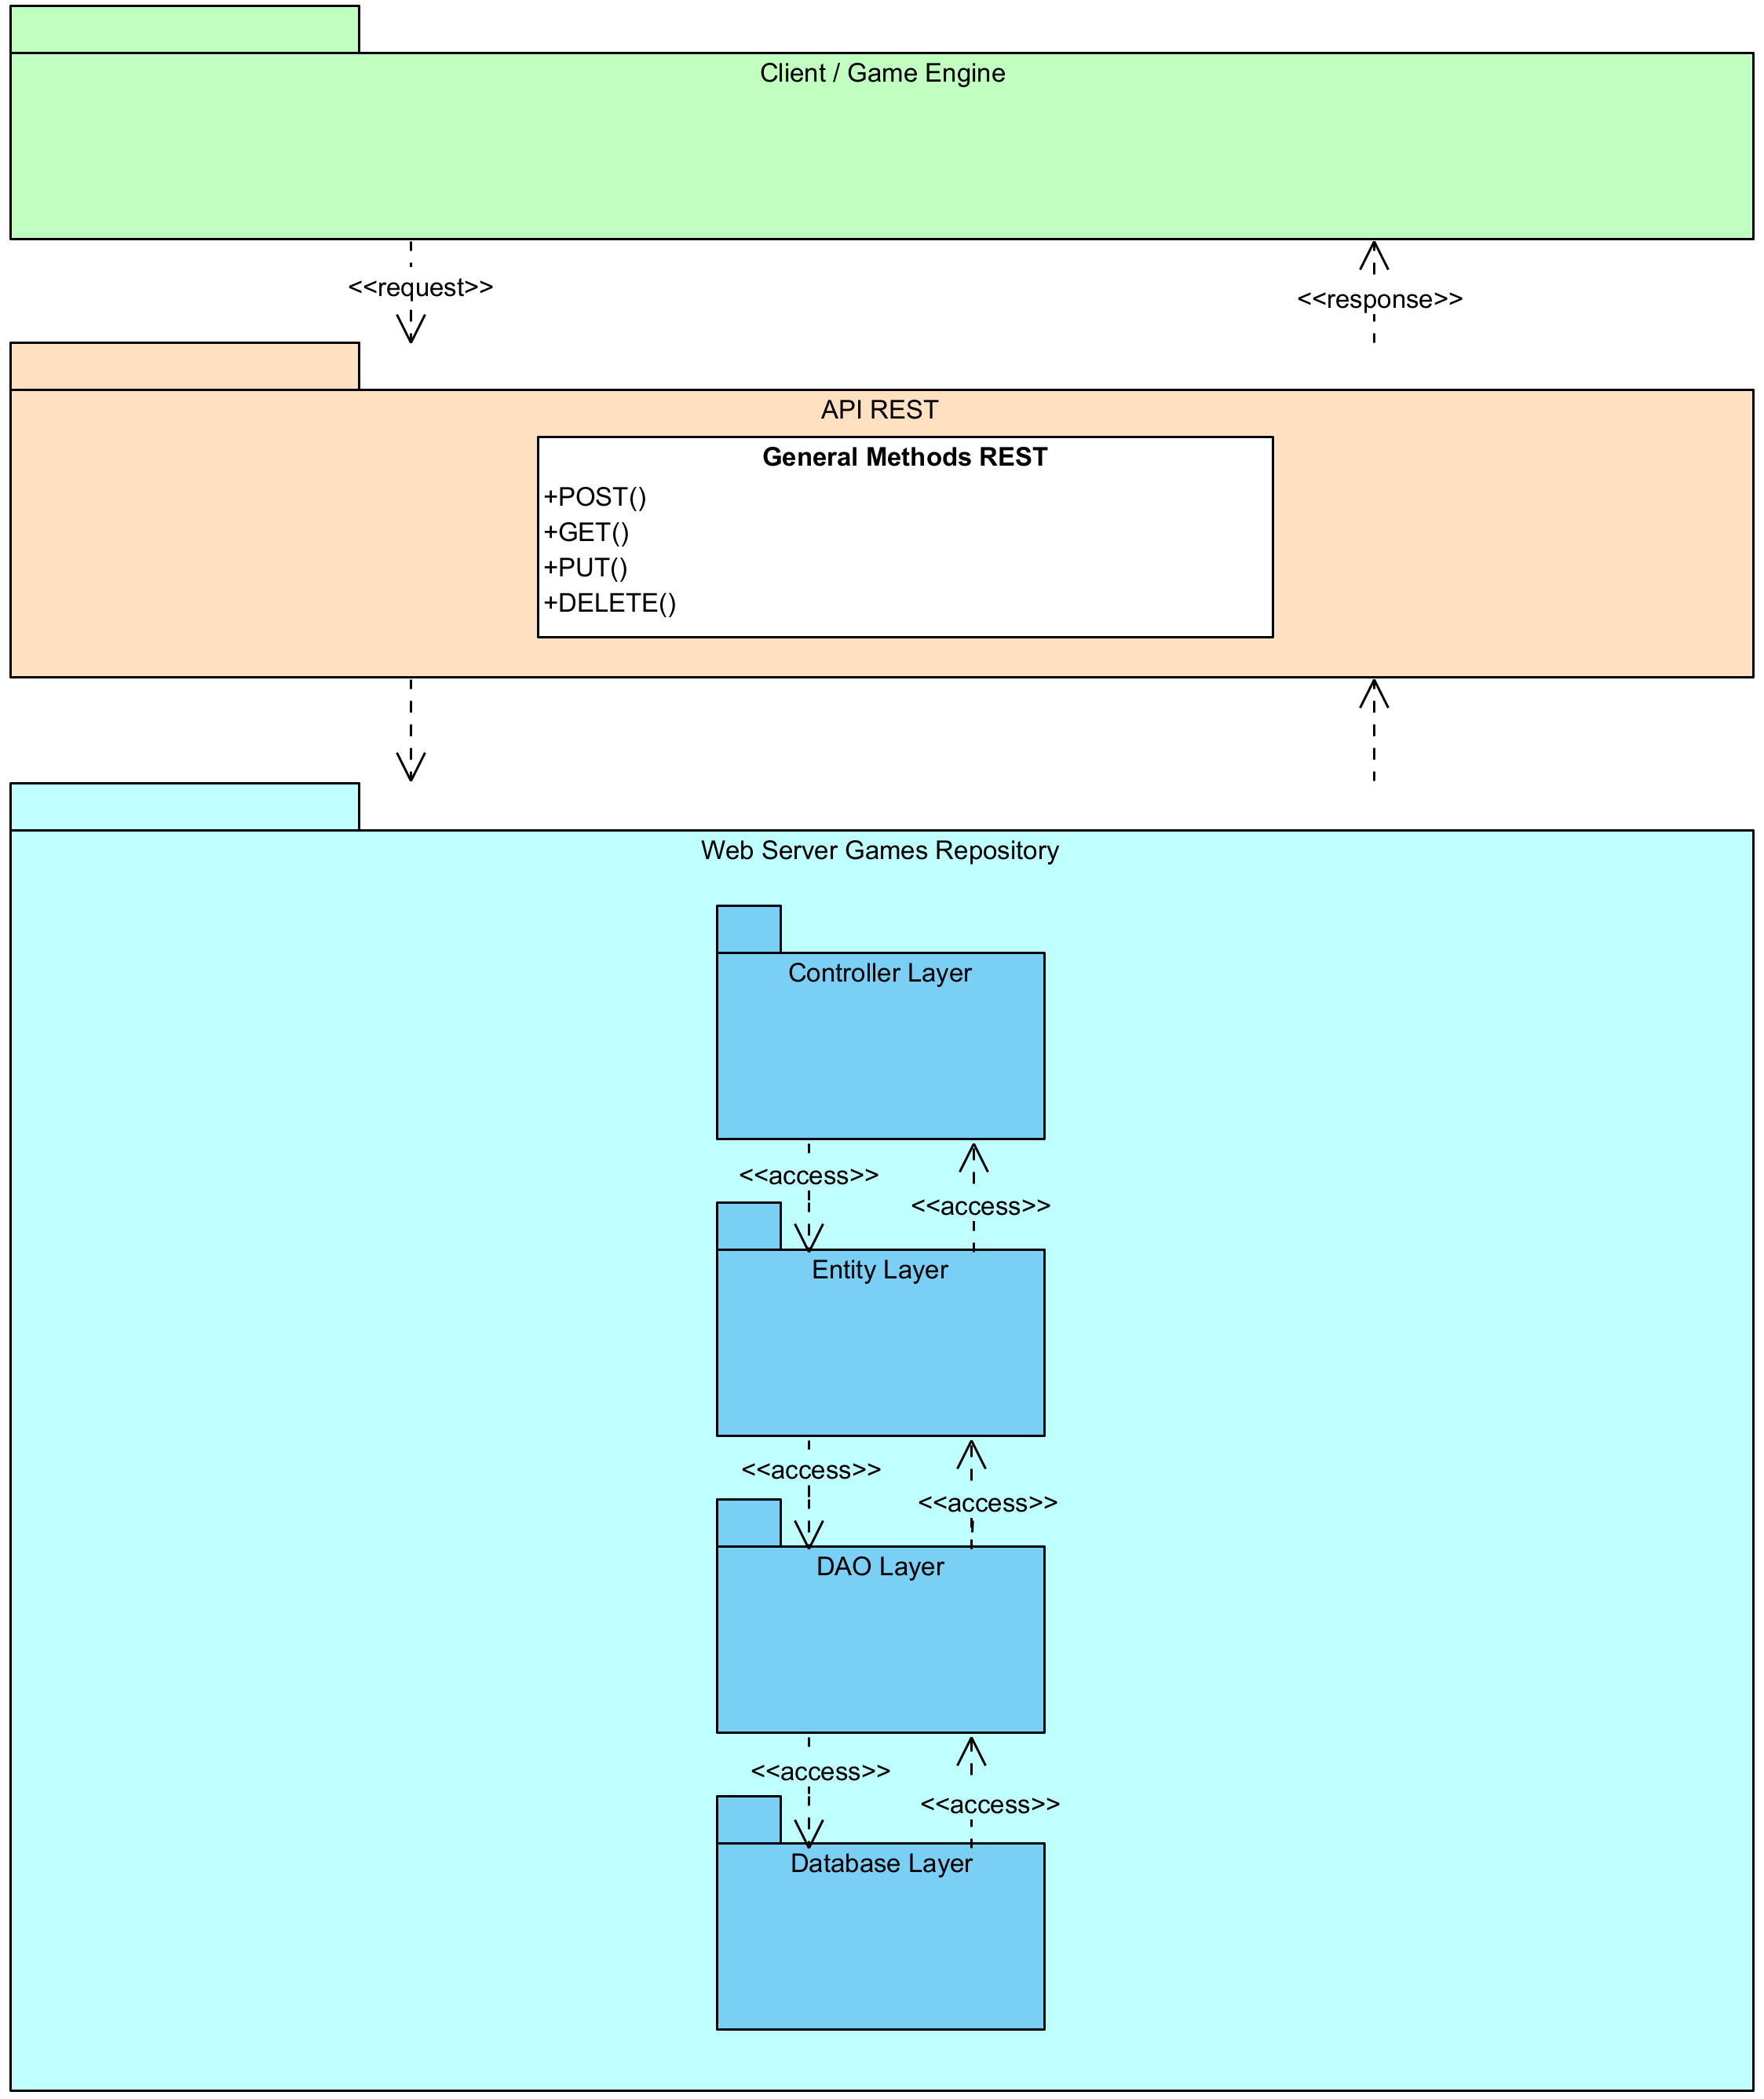 Client / Game Engine
<<request>>
<<response>>
API REST
General Methods REST
+POST()
+GET()
+PUT()
+DELETE()
Web Server Games Repository
Controller Layer
<<access>>
<<access>>
Entity Layer
<<access>>
<<access>>
DAO Layer
<<access>>
<<access>>
Database Layer